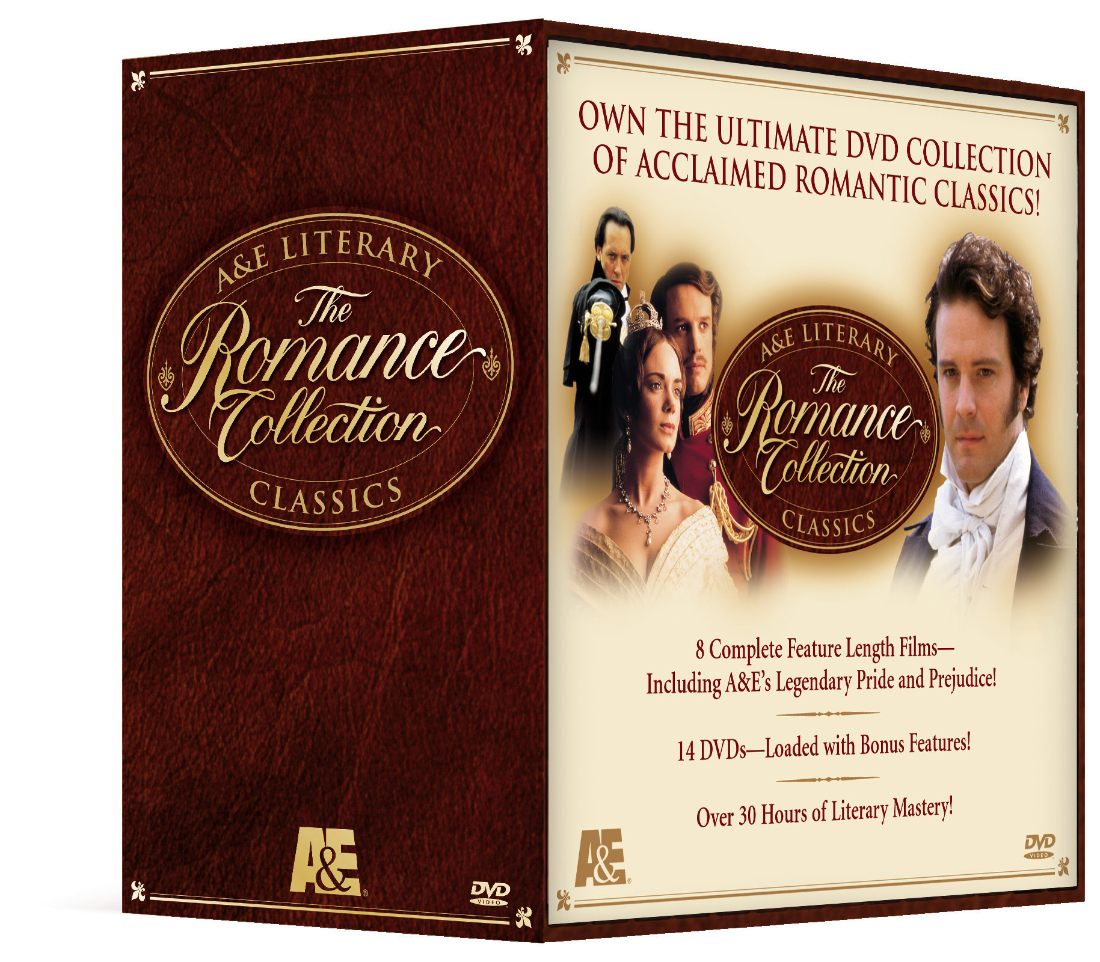 A&E LITERARY
The
Romance
Collection
CLASSICS
A&E®
DVD
VIDEO
OWN THE ULTIMATE DVD COLLECTION
OF ACCLAIMED ROMANTIC CLASSICS!
A&E LITERARY
The
Romance
Collection
CLASSICS
8 Complete Feature Length Films—
Including A&E's Legendary Pride and Prejudice!
14 DVDs—Loaded with Bonus Features!
Over 30 Hours of Literary Mastery!
A&E®
DVD
VIDEO